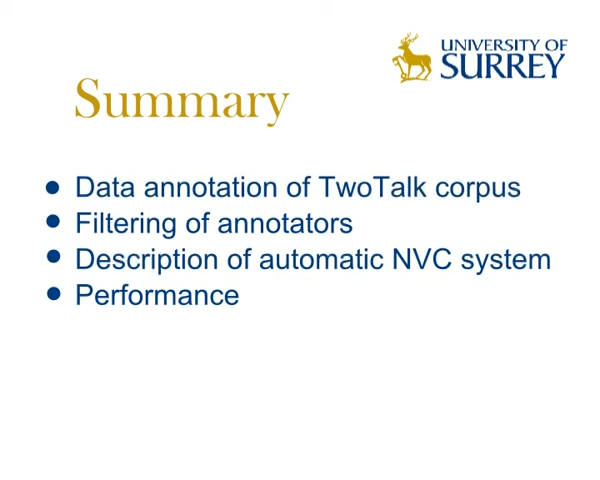 UNIVERSITY OF
SURREY
Summary
• Data annotation of TwoTalk corpus
• Filtering of annotators
• Description of automatic NVC system
• Performance